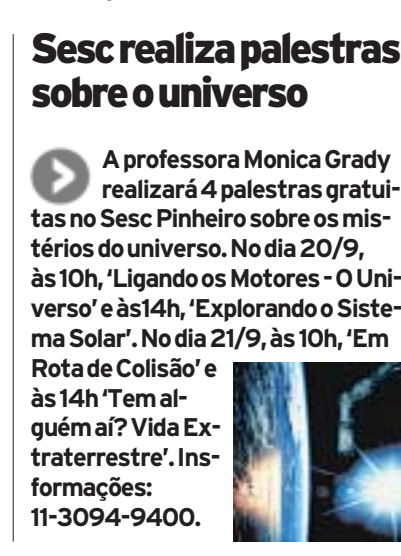 Sesc realiza palestras
sobre o universo
A professora Monica Grady
realizará 4 palestras gratui-
tas no Sesc Pinheiro sobre os mis-
térios do universo. No dia 20/9,
às 10h, 'Ligando os Motores - O Uni-
verso' e às14h, 'Explorando o Siste-
ma Solar'. No dia 21/9, às 10h, 'Em
Rota de Colisão' e
às 14h 'Tem al-
guém aí? Vida Ex-
traterrestre'. Ins-
formações:
11-3094-9400.